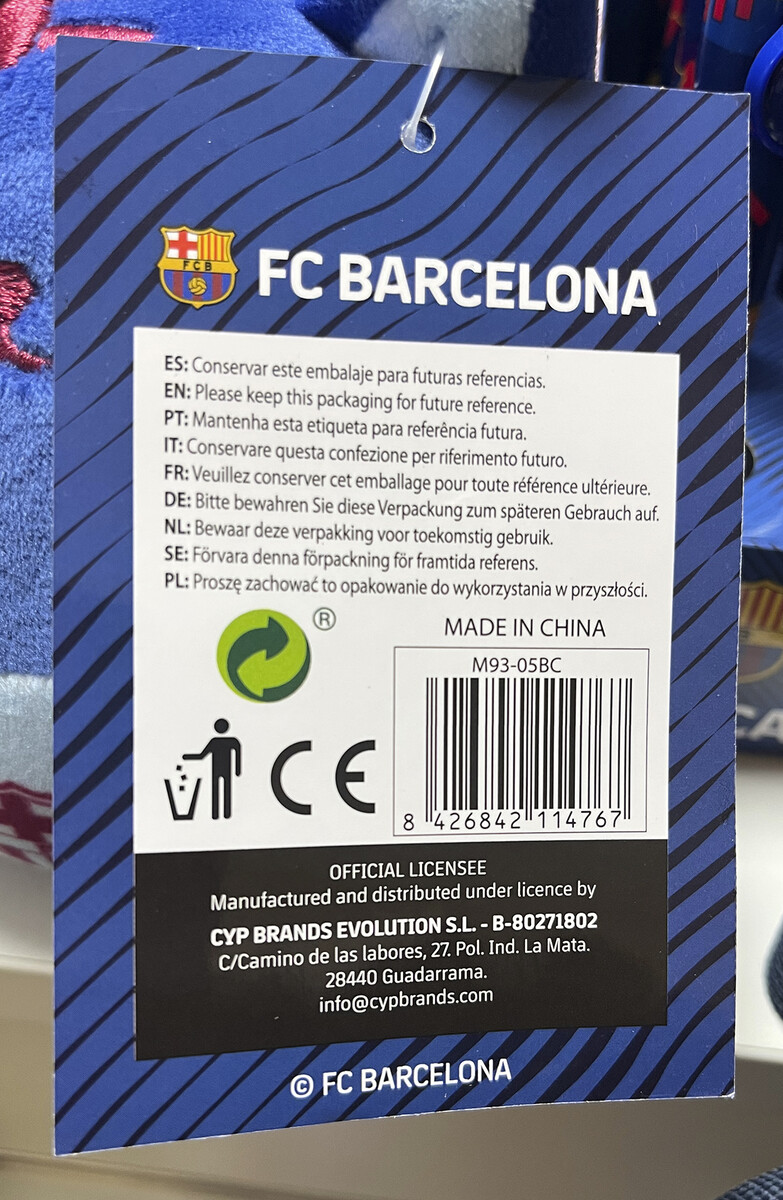 FCB
FC BARCELONA
ES: Conservar este embalaje para futuras referencias.
EN: Please keep this packaging for future reference.
PT: Mantenha esta etiqueta para referência futura.
IT: Conservare questa confezione per riferimento futuro.
FR: Veuillez conserver cet emballage pour toute référence ultérieure.
DE: Bitte bewahren Sie diese Verpackung zum späteren Gebrauch auf.
NL: Bewaar deze verpakking voor toekomstig gebruik.
SE: Förvara denna förpackning för framtida referens.
PL: Proszę zachować to opakowanie do wykorzystania w przyszłości.
®
MADE IN CHINA
M93-05BC
CE
8 426842 114767
OFFICIAL LICENSEE
Manufactured and distributed under licence by
CYP BRANDS EVOLUTION S.L. - B-80271802
C/Camino de las labores, 27. Pol. Ind. La Mata.
28440 Guadarrama.
info@cypbrands.com
© FC BARCELONA